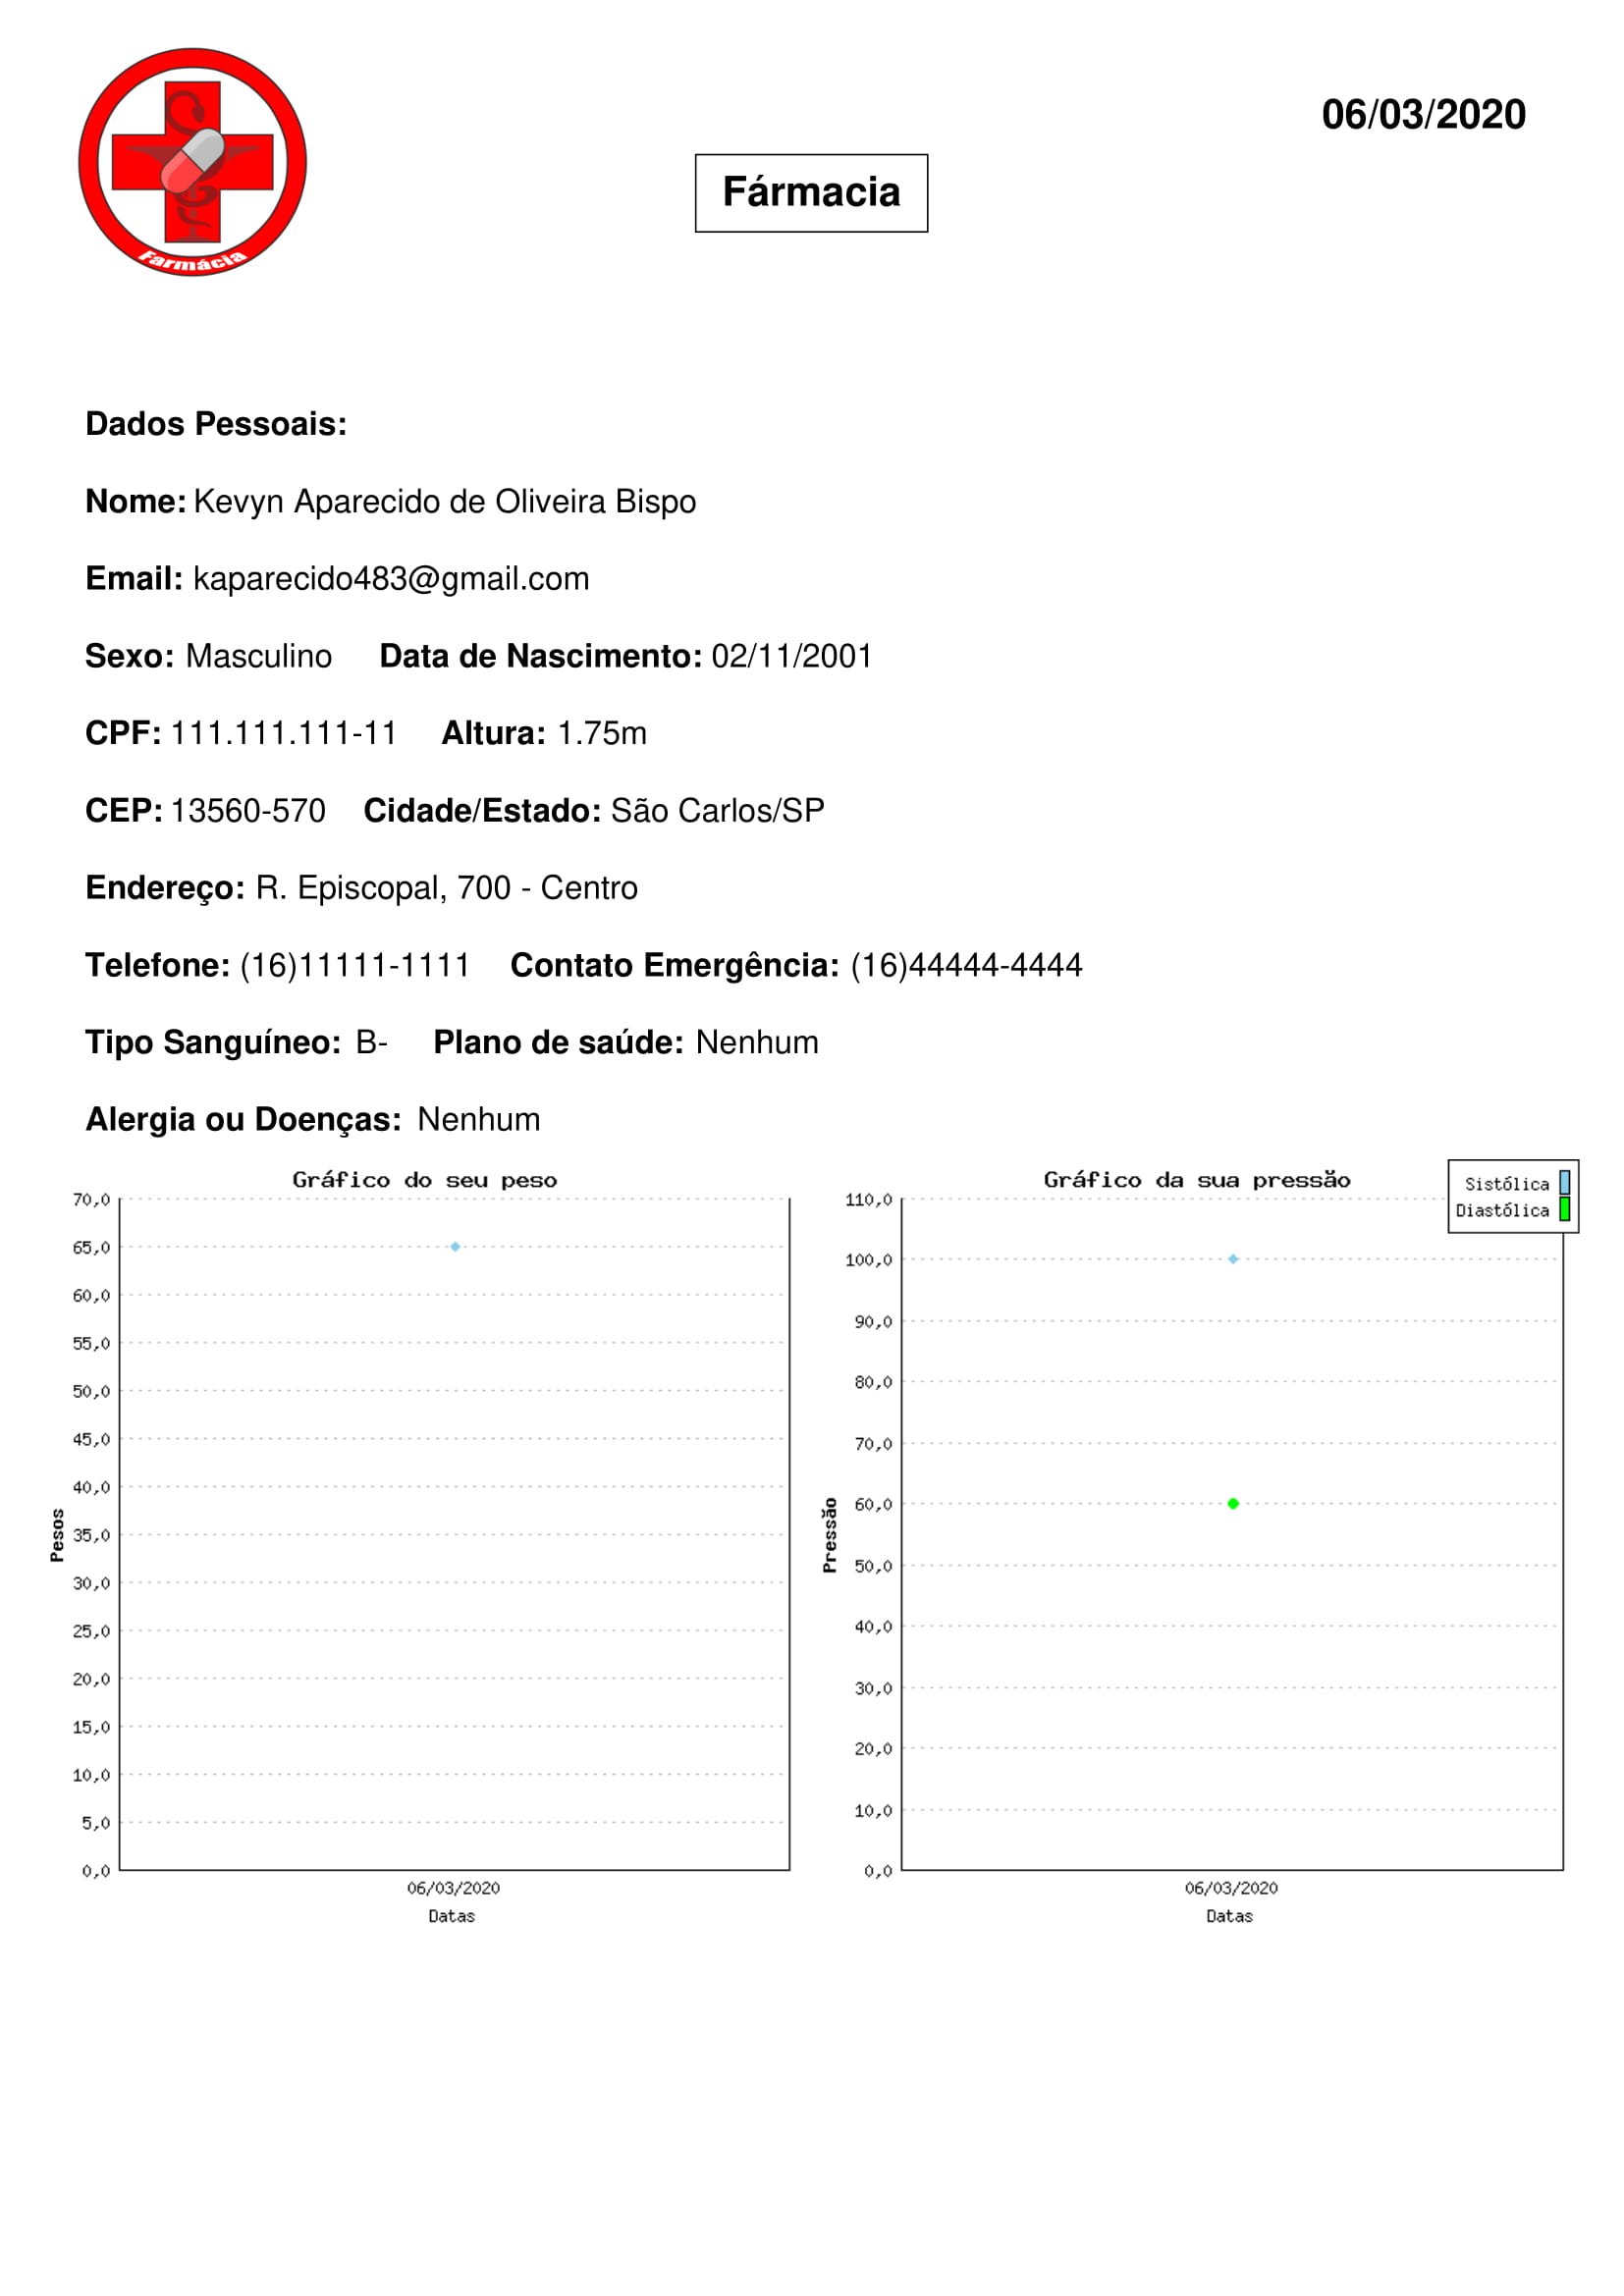 06/03/2020
Fármacia
Farmácia
Dados Pessoais:
Nome: Kevyn Aparecido de Oliveira Bispo
Email: kaparecido483@gmail.com
Sexo: Masculino Data de Nascimento: 02/11/2001
CPF: 111.111.111-11 Altura: 1.75m
CEP: 13560-570 Cidade/Estado: São Carlos/SP
Endereço: R. Episcopal, 700 - Centro
Telefone: (16)11111-1111 Contato Emergência: (16)44444-4444
Tipo Sanguíneo: B- Plano de saúde: Nenhum
Alergia ou Doenças: Nenhum
Gráfico do seu peso
70,0
65,0
60,0
55,0
50,0
45,0
40,0
35,0
30,0
25,0
20,0
15,0
10,0
5,0
0,0
Pesos
06/03/2020
Datas
Gráfico da sua pressão
Sistólica
Diastólica
110,0
100,0
90,0
80,0
70,0
60,0
50,0
40,0
30,0
20,0
10,0
0,0
Pressão
06/03/2020
Datas